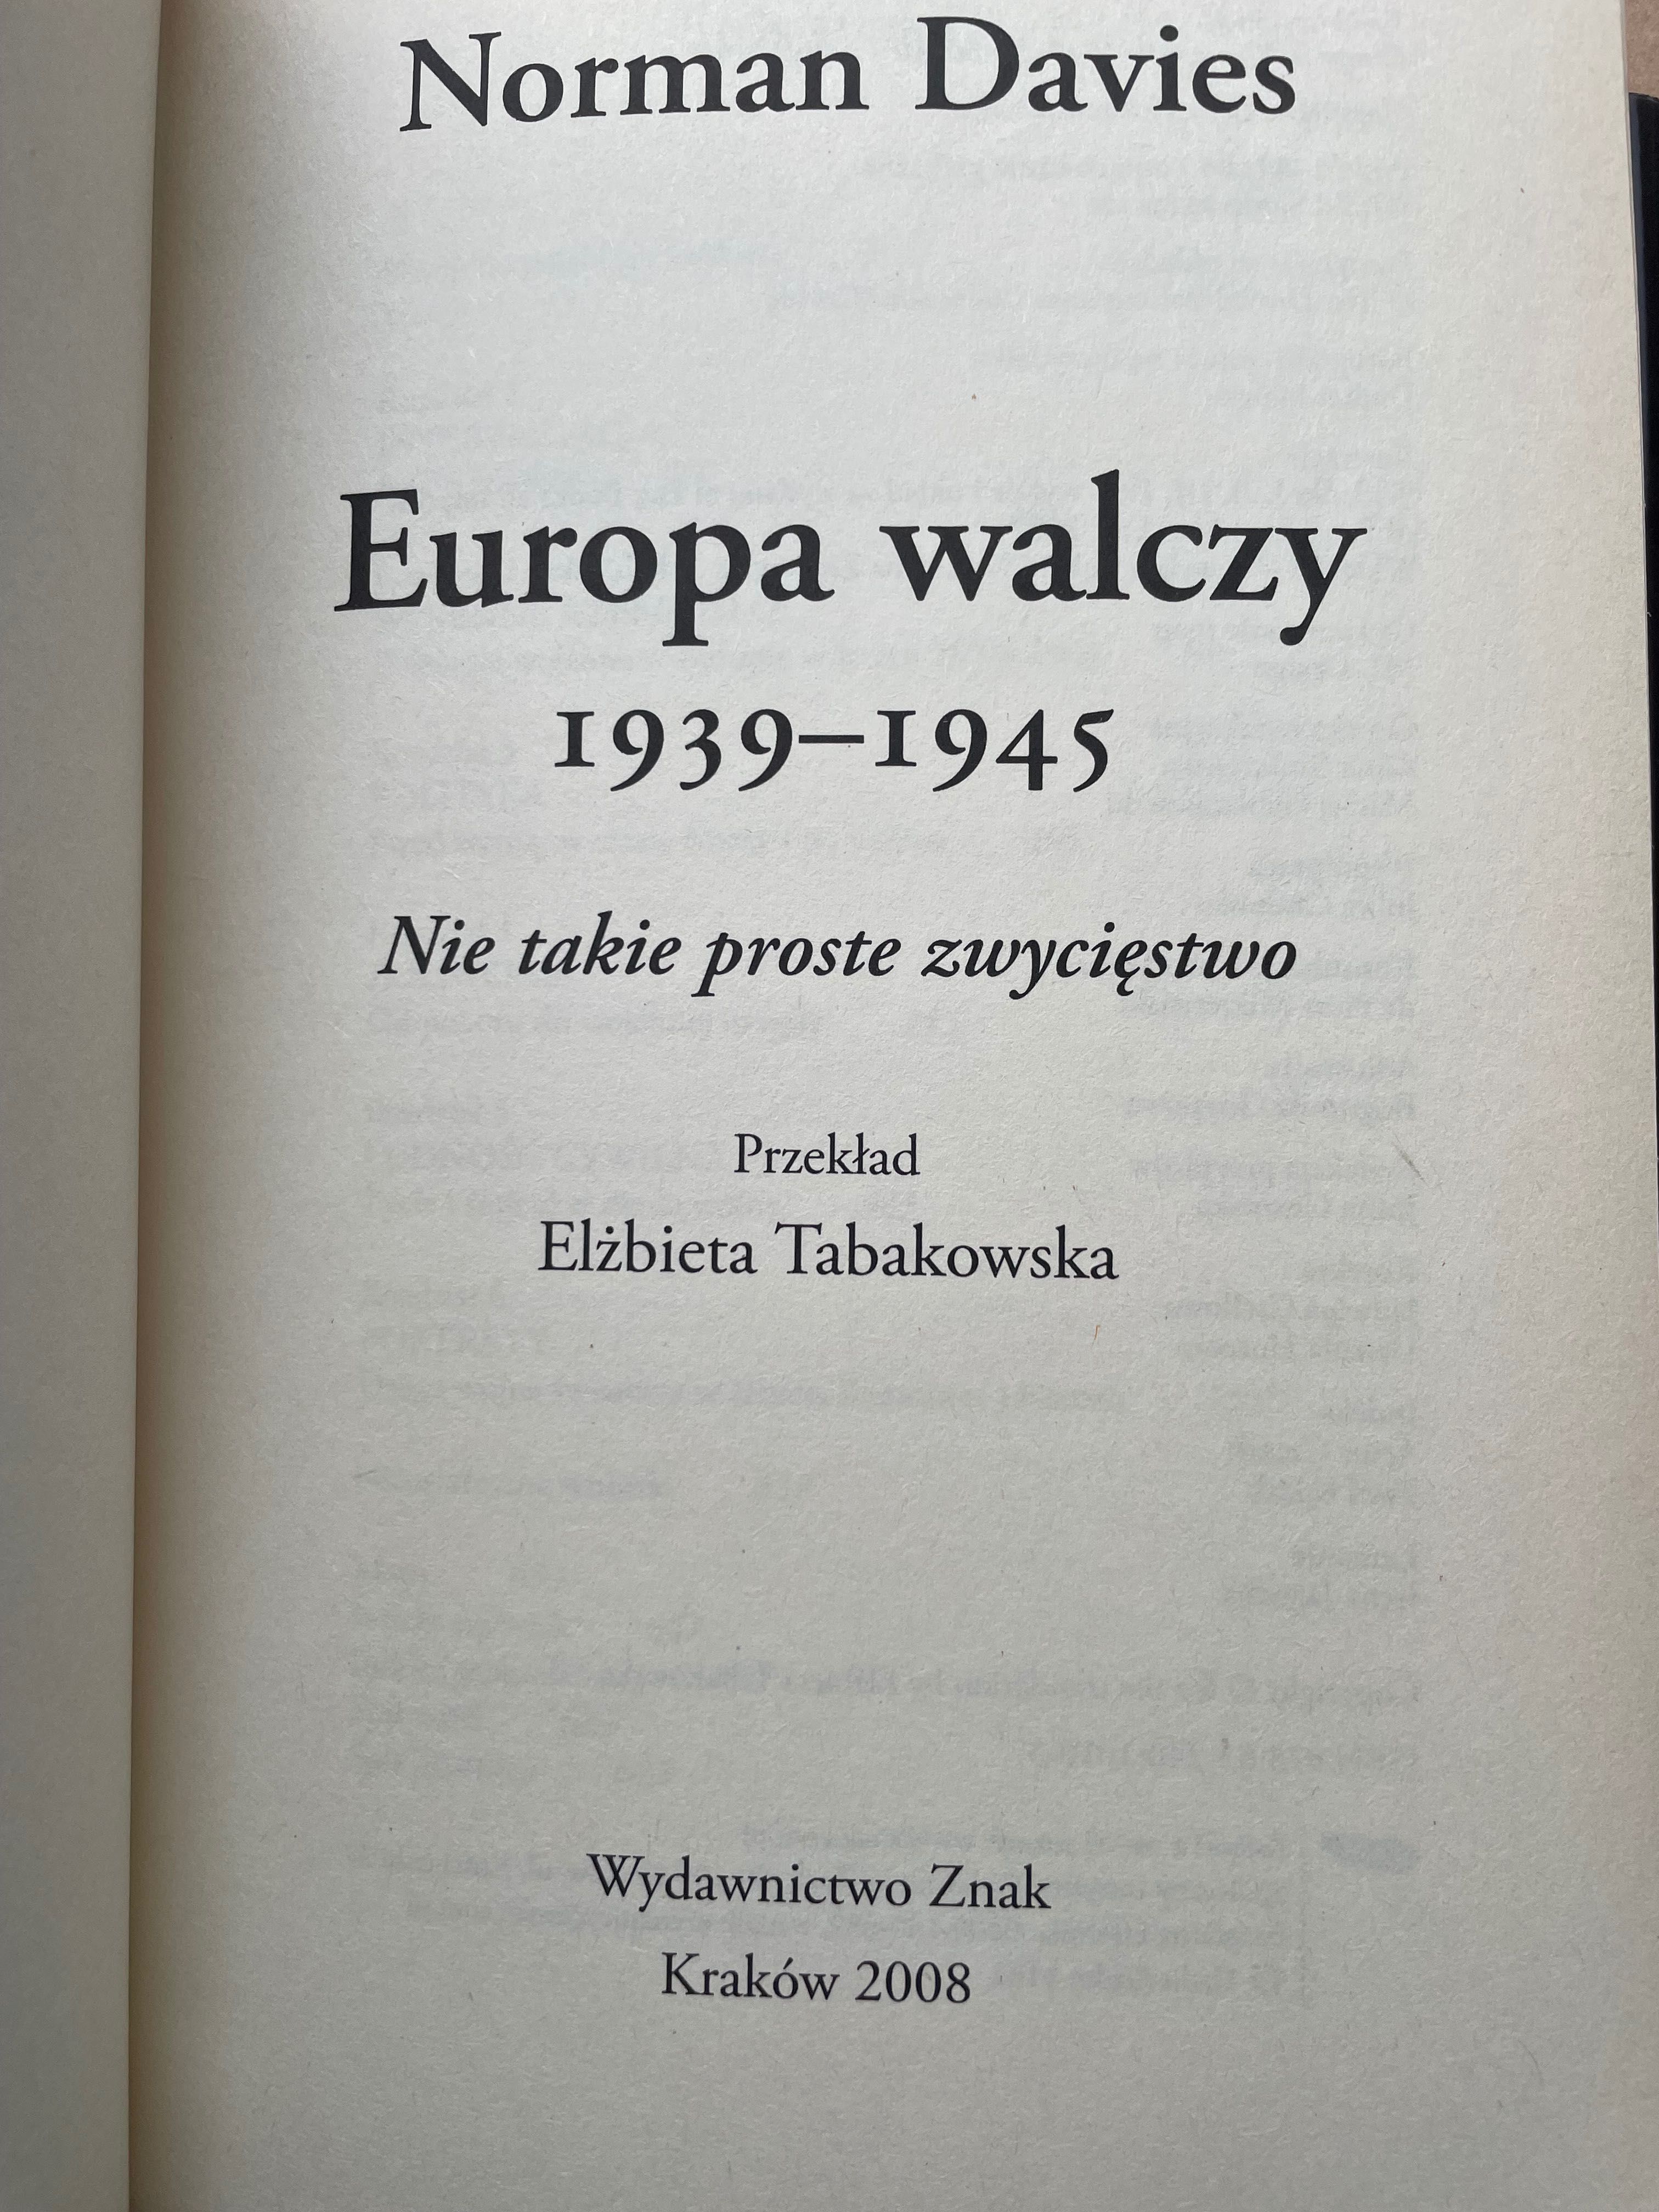 Norman Davies
Europa walczy
1939–1945
Nie takie proste zwycięstwo
Przekład
Elżbieta Tabakowska
Wydawnictwo Znak
Kraków 2008